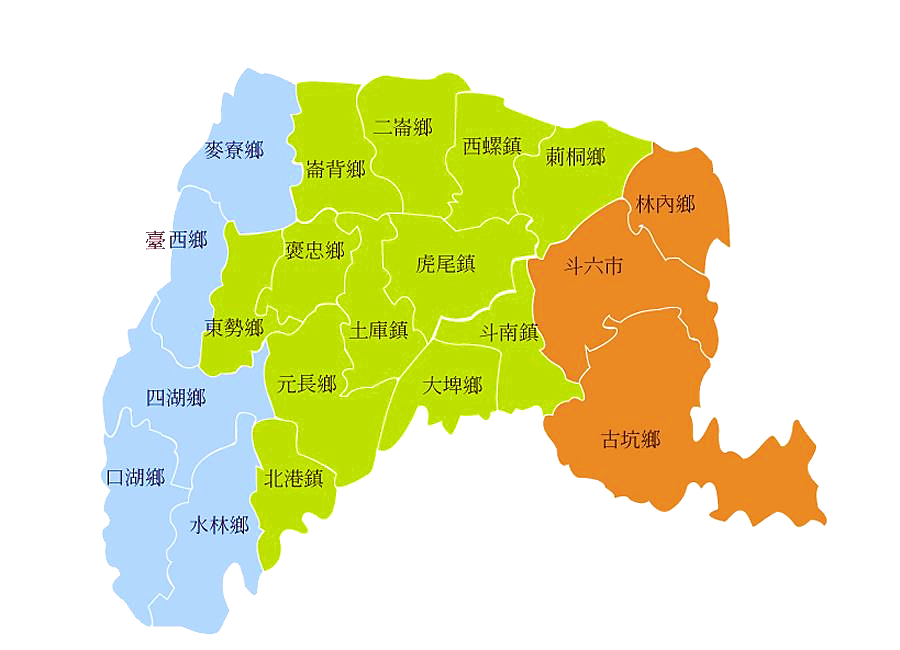 二崙鄉
西螺鎮
麥寮鄉
莿桐鄉
崙背鄉
林內鄉
臺西鄉
褒忠鄉
虎尾鎮
斗六市
東勢鄉
土庫鎮
斗南鎮
元長鄉
大埤鄉
四湖鄉
古坑鄉
口湖鄉
北港鎮
水林鄉